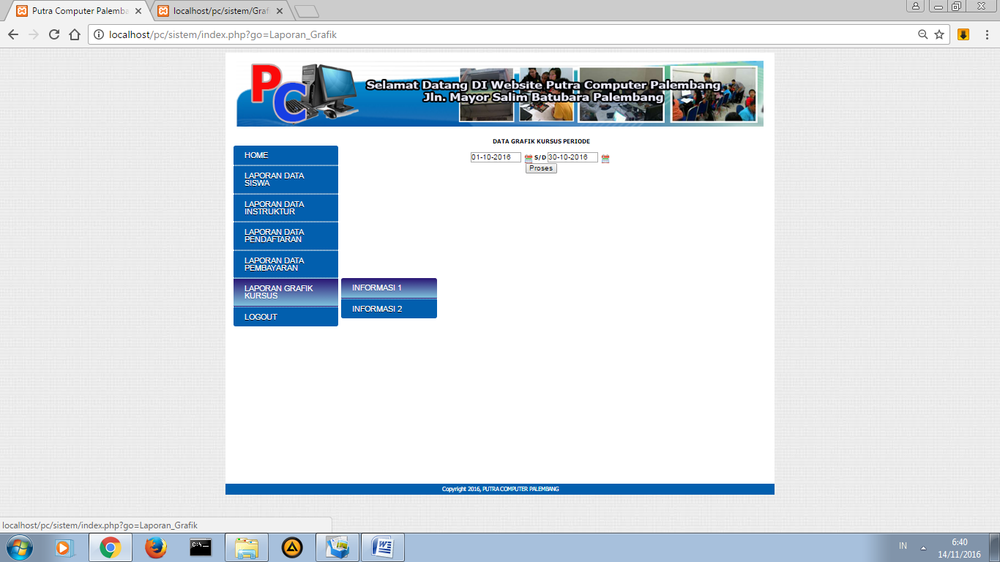 Putra Computer Palemba
localhost/pc/sistem/Graf
localhost/pc/sistem/index.php?go=Laporan_Grafik
PC
Selamat Datang DI Website Putra Computer Palembang
Jln. Mayor Salim Batubara Palembang
DATA GRAFIK KURSUS PERIODE
01-10-2016 S/D 30-10-2016
Proses
HOME
LAPORAN DATA
SISWA
LAPORAN DATA
INSTRUKTUR
LAPORAN DATA
PENDAFTARAN
LAPORAN DATA
PEMBAYARAN
LAPORAN GRAFIK
KURSUS
INFORMASI 1
INFORMASI 2
LOGOUT
Copyright 2016, PUTRA COMPUTER PALEMBANG
localhost/pc/sistem/index.php?go=Laporan_Grafik
C:\_
IN
6:40
14/11/2016